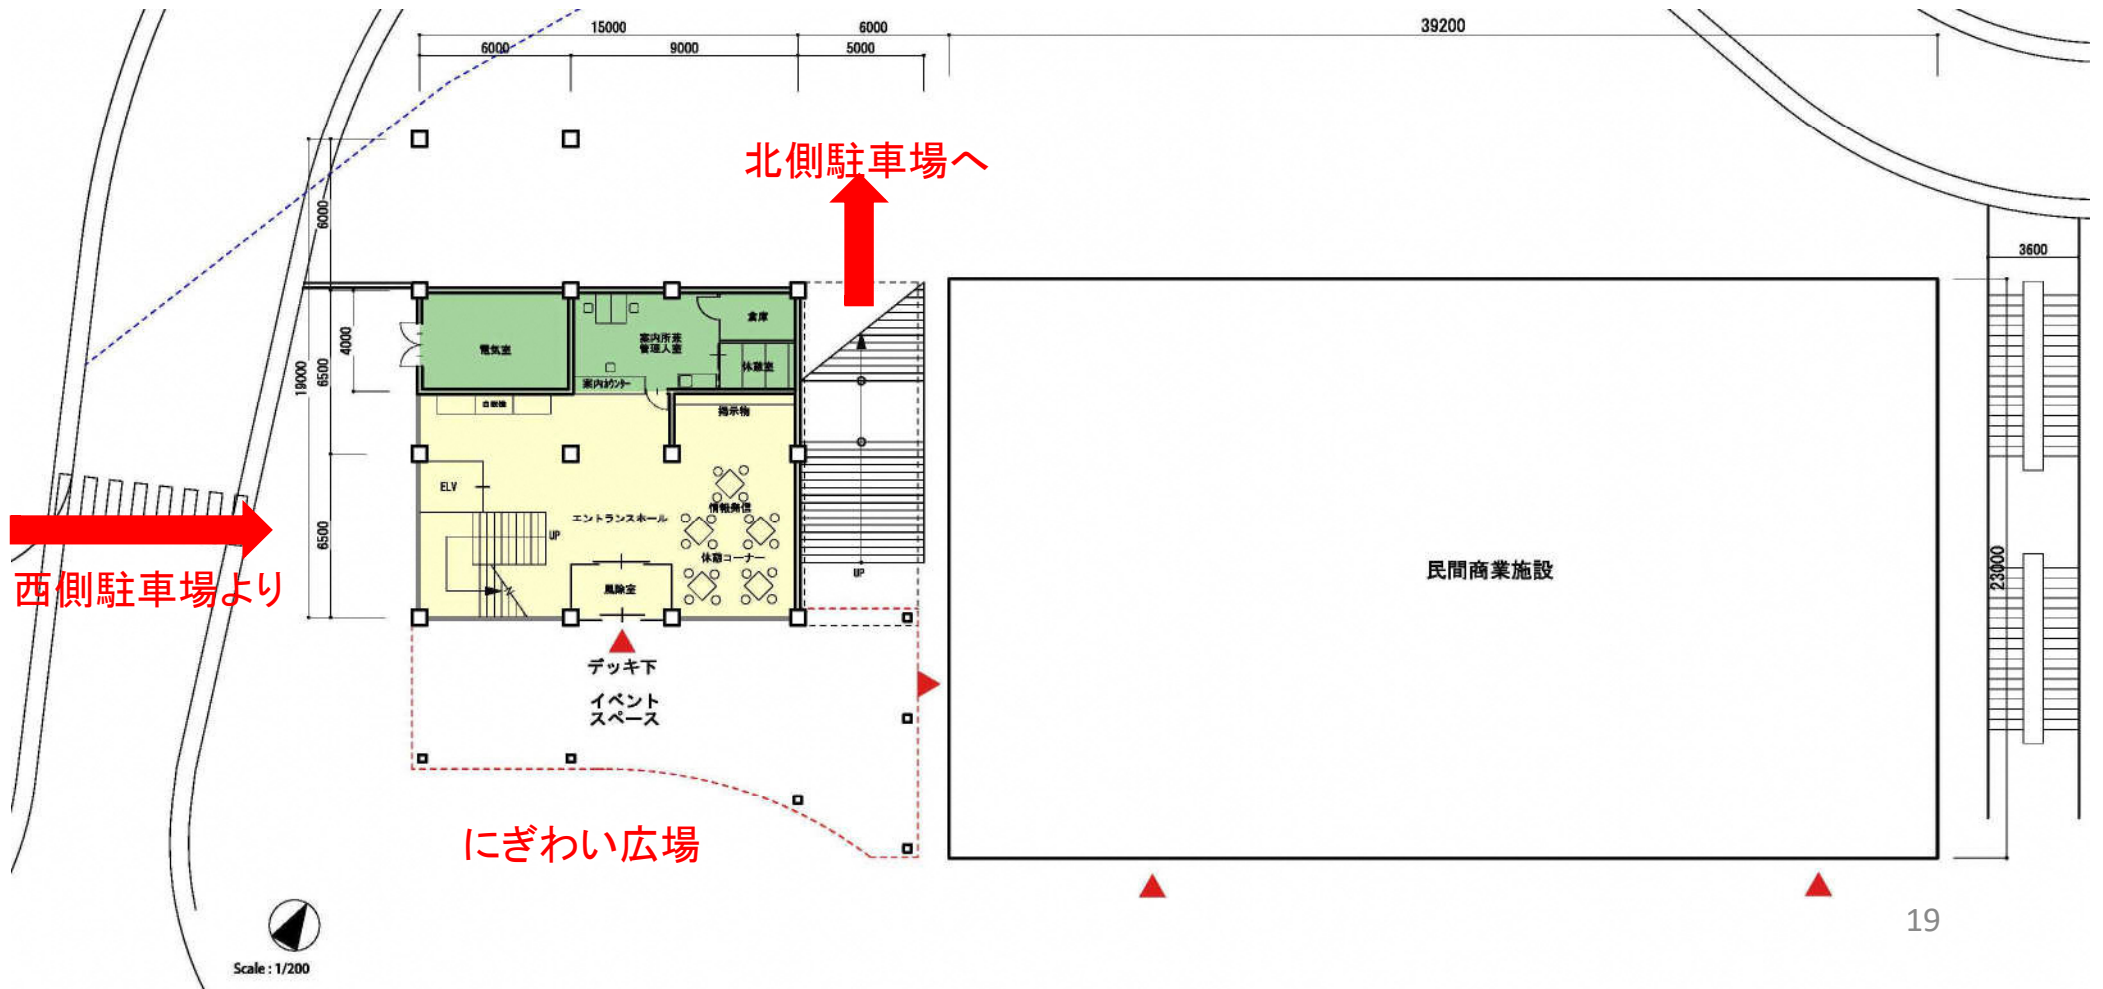 15000
6000
39200
6000
9000
5000
北側駐車場へ
6000
3600
19000
6500
4000
電気室
案内所兼
管理人室
倉庫
休憩室
案内カウンター
自販機
掲示物
ELV
UP
エントランスホール
情報発信
休憩コーナー
風除室
6500
UP
西側駐車場より
民間商業施設
23000
デッキ下
イベント
スペース
にぎわい広場
Scale : 1/200
19